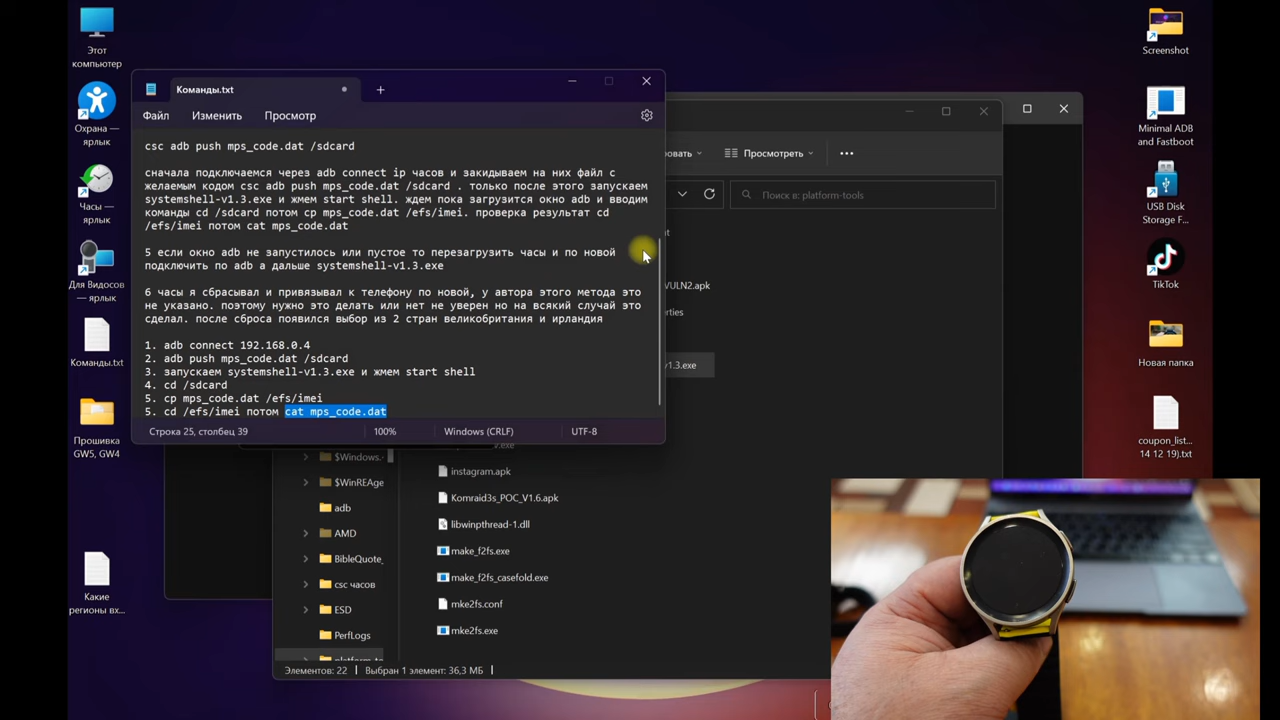 Этот
компьютер
Охрана —
ярлык
Часы —
ярлык
Для Видосов
— ярлык
Команды.txt
Прошивка
GW5, GW4
Какие
регионы вх...
Команды.txt
Файл
Изменить
Просмотр
csc adb push mps_code.dat /sdcard
сначала подключаемся через adb connect ip часов и закидываем на них файл с
желаемым кодом csc adb push mps_code.dat /sdcard . только после этого запускаем
systemshell-v1.3.exe и жмем start shell. ждем пока загрузится окно adb и вводим
команды cd /sdcard потом cp mps_code.dat /efs/imei. проверка результат cd
/efs/imei потом cat mps_code.dat
5 если окно adb не запустилось или пустое то перезагрузить часы и по новой
подключить по adb а дальше systemshell-v1.3.exe
6 часы я сбрасывал и привязывал к телефону по новой, у автора этого метода это
не указано. поэтому нужно это делать или нет не уверен но на всякий случай это
сделал. после сброса появился выбор из 2 стран великобритания и ирландия
1. adb connect 192.168.0.4
2. adb push mps_code.dat /sdcard
3. запускаем systemshell-v1.3.exe и жмем start shell
4. cd /sdcard
5. cp mps_code.dat /efs/imei
5. cd /efs/imei потом cat mps_code.dat
Строка 25, столбец 39
100%
Windows (CRLF)
UTF-8
овать
Просмотреть
Поиск в: platform-tools
VULN2.apk
erties
v1.3.exe
instagram.apk
Komraid3s_POC_V1.6.apk
libwinpthread-1.dll
make_f2fs.exe
make_f2fs_casefold.exe
mke2fs.conf
mke2fs.exe
$Windows.~
$WinREAge
adb
AMD
BibleQuote_
csc часов
ESD
PerfLogs
Элементов: 22
Выбран 1 элемент: 36,3 МБ
Screenshot
Minimal ADB
and Fastboot
USB Disk
Storage F...
TikTok
Новая папка
coupon_list...
14 12 19).txt